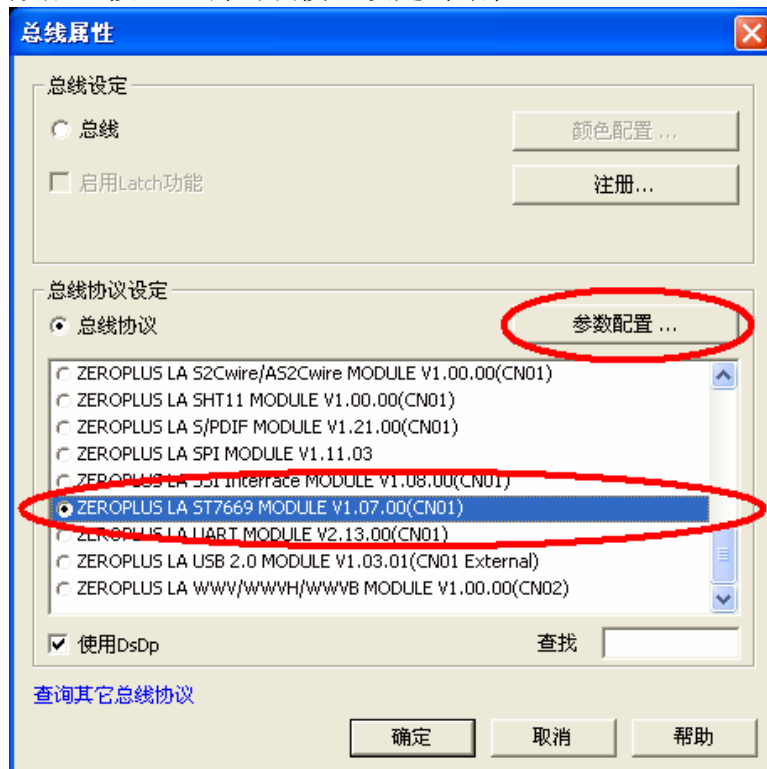 总线属性
总线设定
总线
颜色配置 ...
启用Latch功能
注册...
总线协议设定
总线协议
参数配置 ...
ZEROPLUS LA S2Cwire/AS2Cwire MODULE V1.00.00(CN01)
ZEROPLUS LA SHT11 MODULE V1.00.00(CN01)
ZEROPLUS LA S/PDIF MODULE V1.21.00(CN01)
ZEROPLUS LA SPI MODULE V1.11.03
ZEROPLUS LA SSI Interface MODULE V1.08.00(CN01)
ZEROPLUS LA ST7669 MODULE V1.07.00(CN01)
ZEROPLUS LA UART MODULE V2.13.00(CN01)
ZEROPLUS LA USB 2.0 MODULE V1.03.01(CN01 External)
ZEROPLUS LA WWV/WWVH/WWVB MODULE V1.00.00(CN02)
使用DsDp
查找
查询其它总线协议
确定
取消
帮助